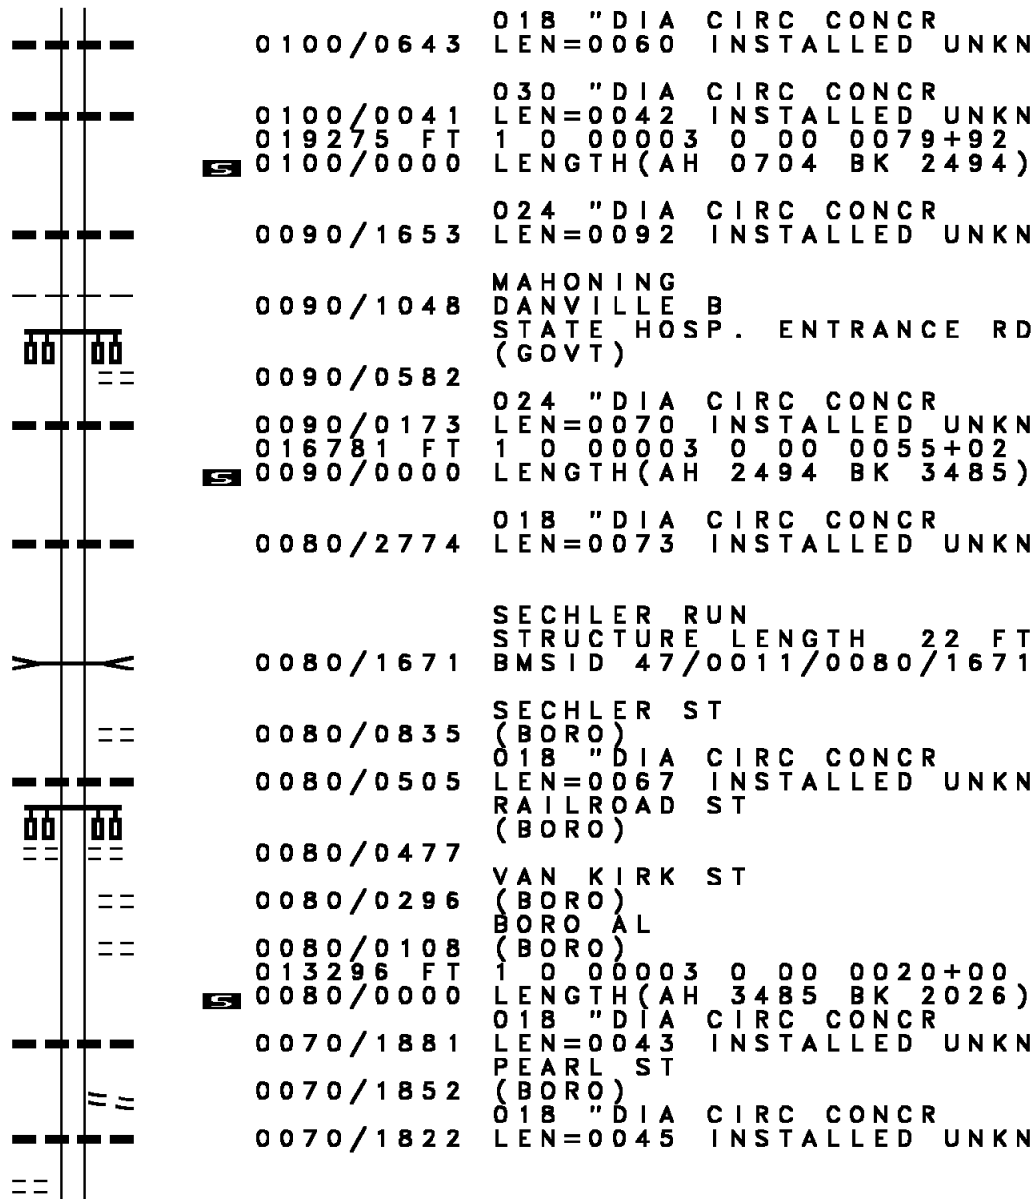 018 "DIA CIRC CONCR
0100/0643 LEN=0060 INSTALLED UNKN
030 "DIA CIRC CONCR
0100/0041 LEN=0042 INSTALLED UNKN
019275 FT 1 0 00003 0 00 0079+92
S 0100/0000 LENGTH(AH 0704 BK 2494)
024 "DIA CIRC CONCR
0090/1653 LEN=0092 INSTALLED UNKN
MAHONING
0090/1048 DANVILLE B
STATE HOSP. ENTRANCE RD
(GOVT)
0090/0582
024 "DIA CIRC CONCR
0090/0173 LEN=0070 INSTALLED UNKN
016781 FT 1 0 00003 0 00 0055+02
S 0090/0000 LENGTH(AH 2494 BK 3485)
018 "DIA CIRC CONCR
0080/2774 LEN=0073 INSTALLED UNKN
SECHLER RUN
STRUCTURE LENGTH 22 FT
0080/1671 BMSID 47/0011/0080/1671
SECHLER ST
0080/0835 (BORO)
018 "DIA CIRC CONCR
0080/0505 LEN=0067 INSTALLED UNKN
RAILROAD ST
(BORO)
0080/0477
VAN KIRK ST
0080/0296 (BORO)
BORO AL
0080/0108 (BORO)
013296 FT 1 0 00003 0 00 0020+00
S 0080/0000 LENGTH(AH 3485 BK 2026)
018 "DIA CIRC CONCR
0070/1881 LEN=0043 INSTALLED UNKN
PEARL ST
0070/1852 (BORO)
018 "DIA CIRC CONCR
0070/1822 LEN=0045 INSTALLED UNKN